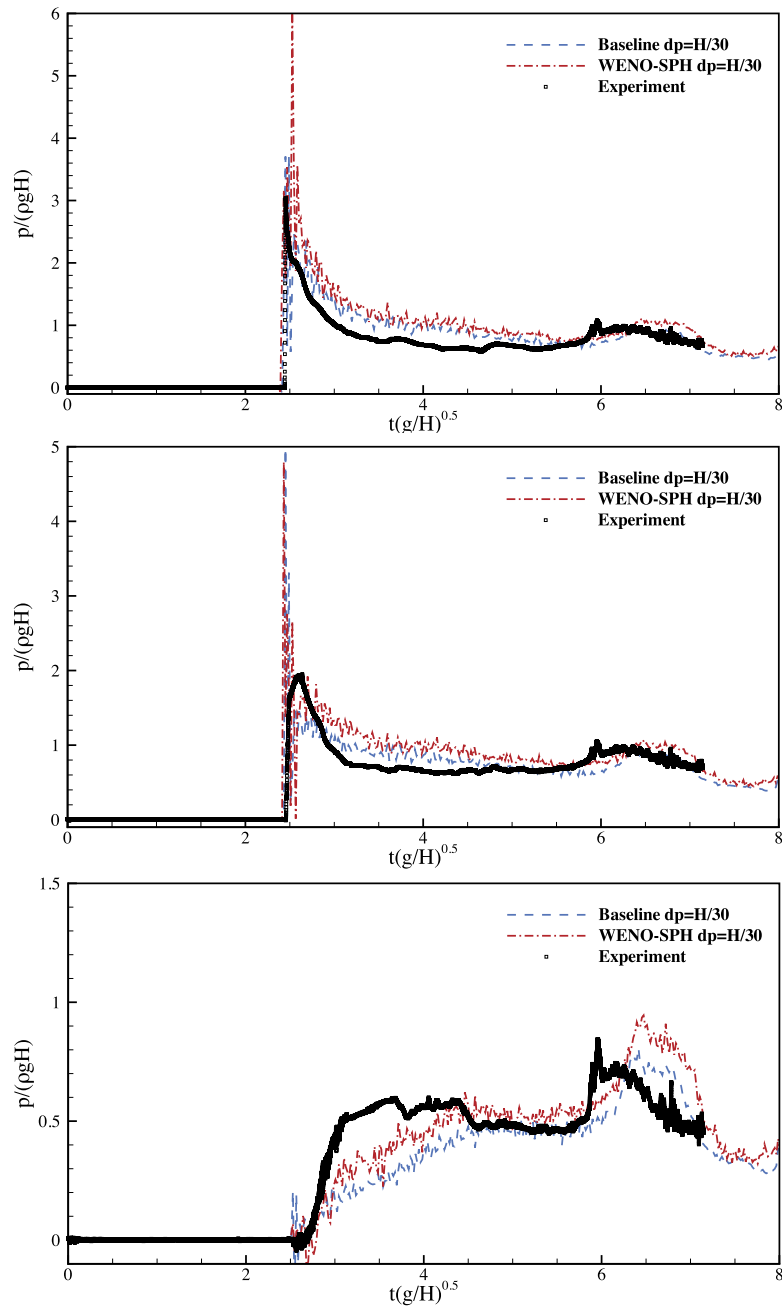 6
5
4
3
2
1
0
p/(ρgH)
Baseline dp=H/30
WENO-SPH dp=H/30
Experiment
0 2 4 6 8
t(g/H)^0.5
5
4
3
2
1
0
p/(ρgH)
Baseline dp=H/30
WENO-SPH dp=H/30
Experiment
0 2 4 6 8
t(g/H)^0.5
1.5
1
0.5
0
p/(ρgH)
Baseline dp=H/30
WENO-SPH dp=H/30
Experiment
0 2 4 6 8
t(g/H)^0.5